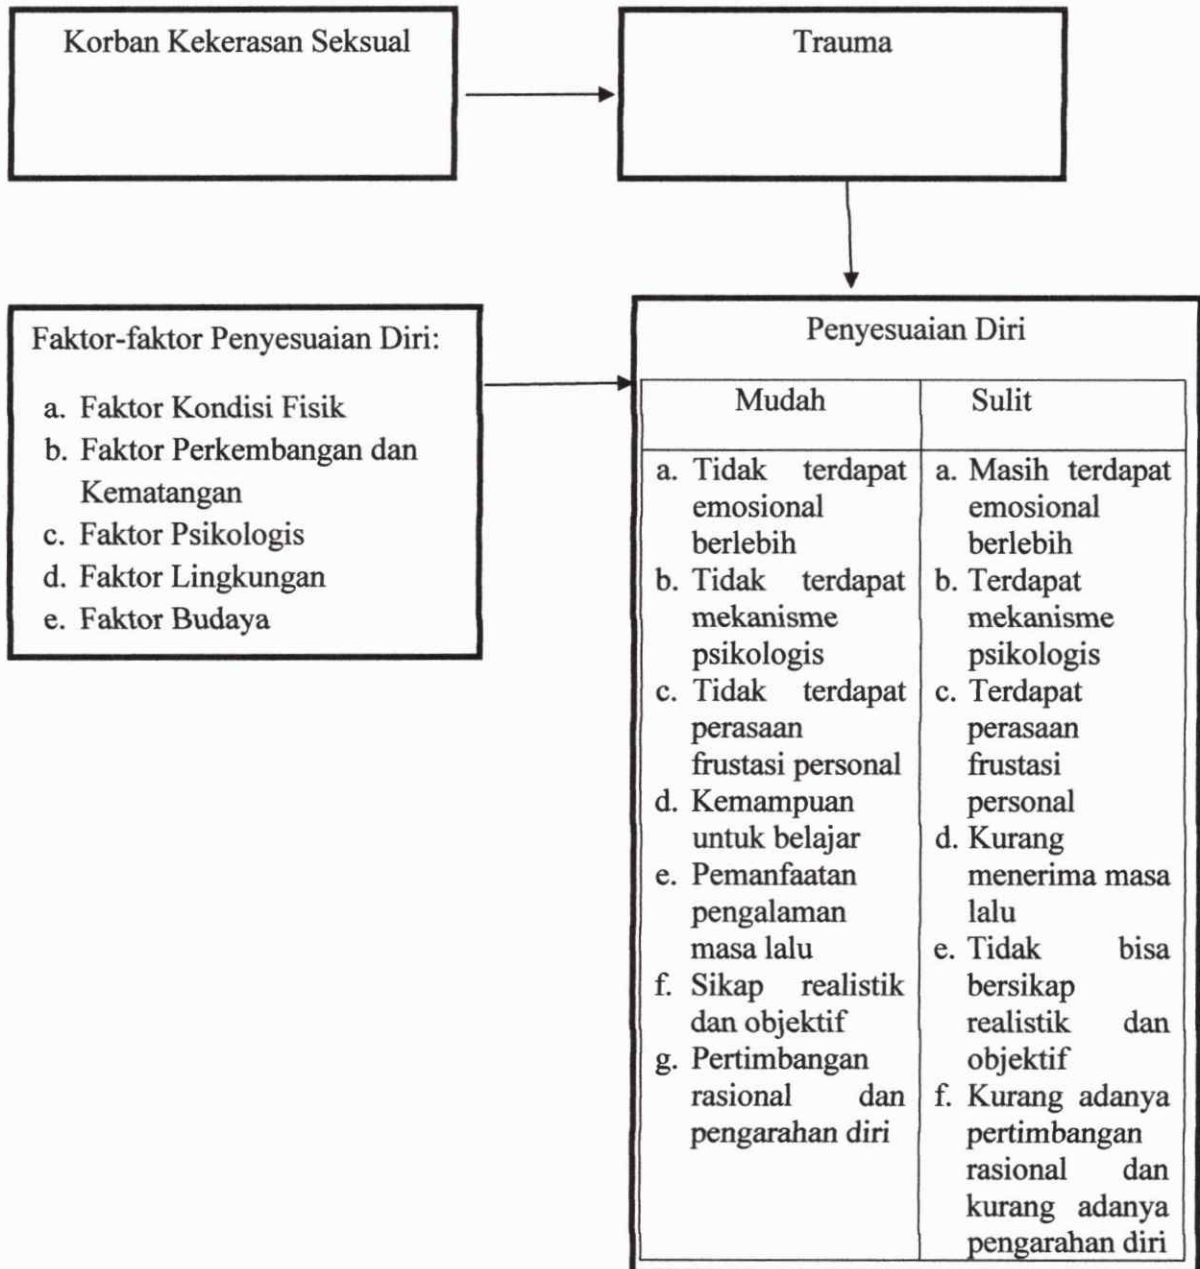 Korban Kekerasan Seksual
Trauma
Faktor-faktor Penyesuaian Diri:
a. Faktor Kondisi Fisik
b. Faktor Perkembangan dan
Kematangan
c. Faktor Psikologis
d. Faktor Lingkungan
e. Faktor Budaya
Penyesuaian Diri
Mudah
a. Tidak terdapat
emosional
berlebih
b. Tidak terdapat
mekanisme
psikologis
c. Tidak terdapat
perasaan
frustasi personal
d. Kemampuan
untuk belajar
e. Pemanfaatan
pengalaman
masa lalu
f. Sikap realistik
dan objektif
g. Pertimbangan
rasional dan
pengarahan diri
Sulit
a. Masih terdapat
emosional
berlebih
b. Terdapat
mekanisme
psikologis
c. Terdapat
perasaan
frustasi
personal
d. Kurang
menerima masa
lalu
e. Tidak bisa
bersikap
realistik dan
objektif
f. Kurang adanya
pertimbangan
rasional dan
kurang adanya
pengarahan diri